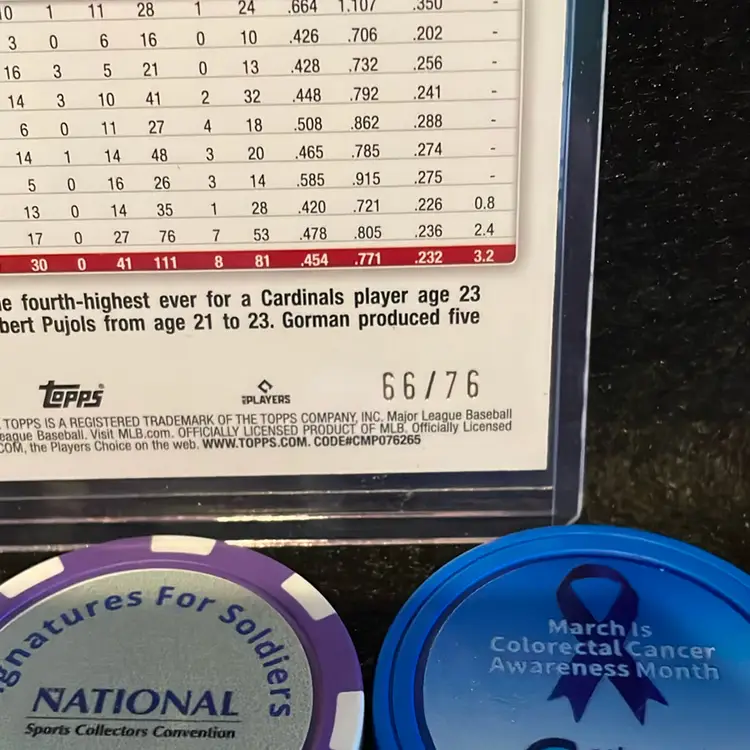 10 1 11 28 1 24 .664 1.107 .350 -
3 0 6 16 0 10 .426 .706 .202 -
16 3 5 21 0 13 .428 .732 .256 -
14 3 10 41 2 32 .448 .792 .241 -
6 0 11 27 4 18 .508 .862 .288 -
14 1 14 48 3 20 .465 .785 .274 -
5 0 16 26 3 14 .585 .915 .275 -
13 0 14 35 1 28 .420 .721 .226 0.8
17 0 27 76 7 53 .478 .805 .236 2.4
30 0 41 111 8 81 .454 .771 .232 3.2
e fourth-highest ever for a Cardinals player age 23
bert Pujols from age 21 to 23. Gorman produced five
topps
PLAYERS
66/76
TOPPS IS A REGISTERED TRADEMARK OF THE TOPPS COMPANY, INC. Major League Baseball
eague Baseball. Visit MLB.com. OFFICIALLY LICENSED PRODUCT OF MLB. Officially Licensed
COM, the Players Choice on the web. WWW.TOPPS.COM. CODE#CMP076265
gnatures For Soldiers
NATIONAL
Sports Collectors Convention
March Is
Colorectal Cancer
Awareness Month